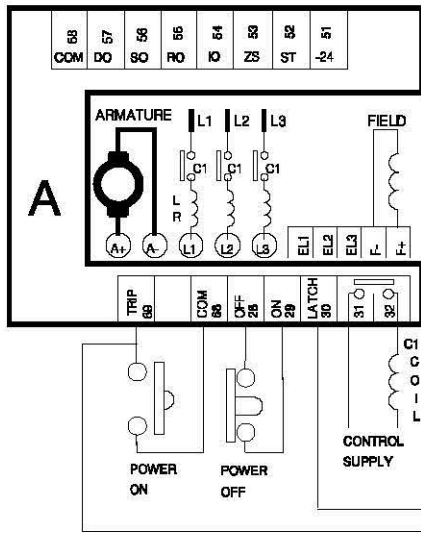 58 57 56 55 54 53 52 51
COM DO SO RO IO ZS ST -24
ARMATURE
L1 L2 L3
FIELD
C1 C1 C1
A
L
R
A+ A- L1 L2 L3
EL1 EL2 EL3 F- F+
TRIP 69
COM 68
OFF 28
ON 29
LATCH 30
31 32
C1
C
O
I
L
POWER
ON
POWER
OFF
CONTROL
SUPPLY